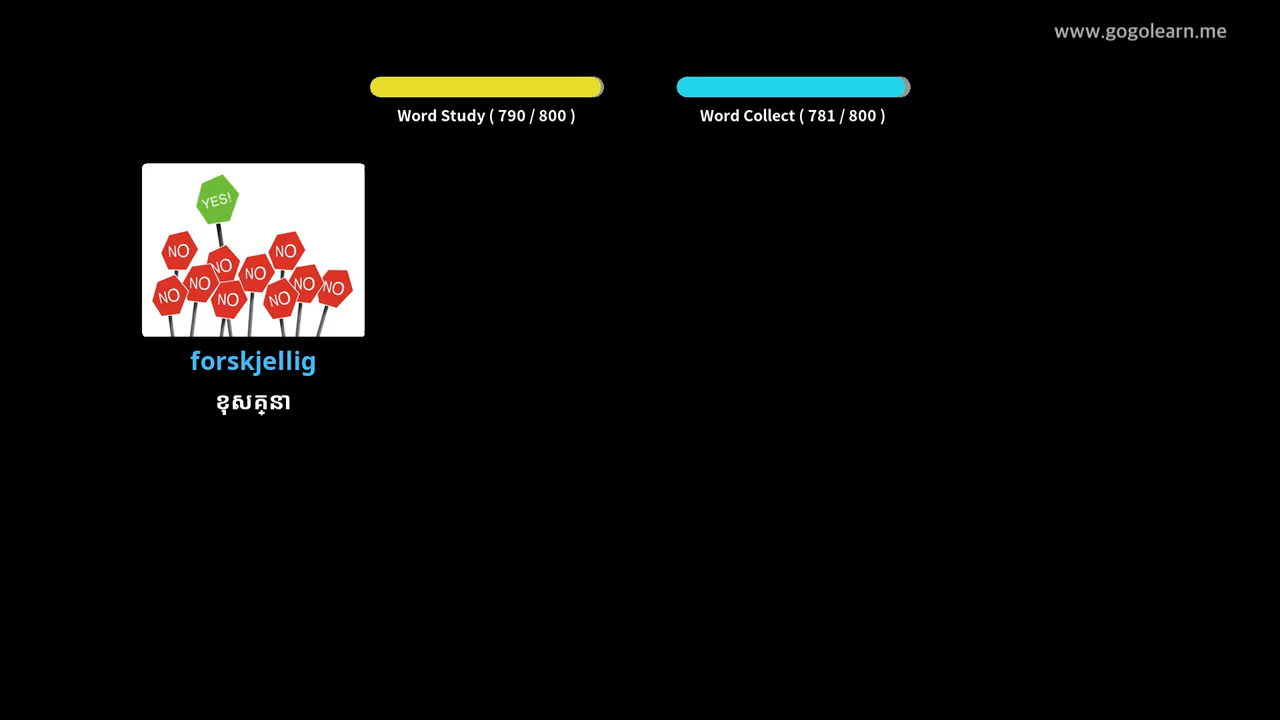 www.gogolearn.me
Word Study ( 790 / 800 )
Word Collect ( 781 / 800 )
YES!
NO
NO
NO
NO
NO
NO
NO
NO
NO
NO
forskjellig
ខុសគ្នា